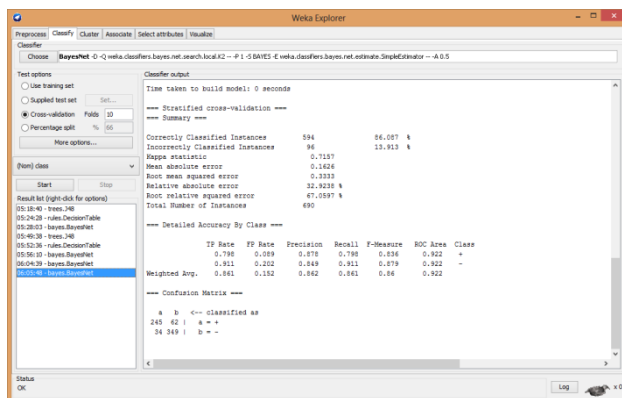 Weka Explorer
Preprocess Classify Cluster Associate Select attributes Visualize
Classifier
Choose BayesNet -D -Q weka.classifiers.bayes.net.search.local.K2 -- -P 1 -S BAYES -E weka.classifiers.bayes.net.estimate.SimpleEstimator -- -A 0.5
Test options
Use training set
Supplied test set Set...
Cross-validation Folds 10
Percentage split % 66
More options...
(Nom) class
Start Stop
Result list (right-click for options)
05:18:40 - trees.J48
05:24:28 - rules.DecisionTable
05:28:03 - bayes.BayesNet
05:49:38 - trees.J48
05:52:36 - rules.DecisionTable
05:56:10 - bayes.BayesNet
06:04:39 - bayes.BayesNet
06:05:48 - bayes.BayesNet
Classifier output
Time taken to build model: 0 seconds
=== Stratified cross-validation ===
=== Summary ===
Correctly Classified Instances 594 86.087 %
Incorrectly Classified Instances 96 13.913 %
Kappa statistic 0.7157
Mean absolute error 0.1626
Root mean squared error 0.3333
Relative absolute error 32.9238 %
Root relative squared error 67.0597 %
Total Number of Instances 690
=== Detailed Accuracy By Class ===
TP Rate FP Rate Precision Recall F-Measure ROC Area Class
0.798 0.089 0.878 0.798 0.836 0.922 +
0.911 0.202 0.849 0.911 0.879 0.922 -
Weighted Avg. 0.861 0.152 0.862 0.861 0.86 0.922
=== Confusion Matrix ===
a b <-- classified as
245 62 | a = +
34 349 | b = -
Status
OK
Log
x 0